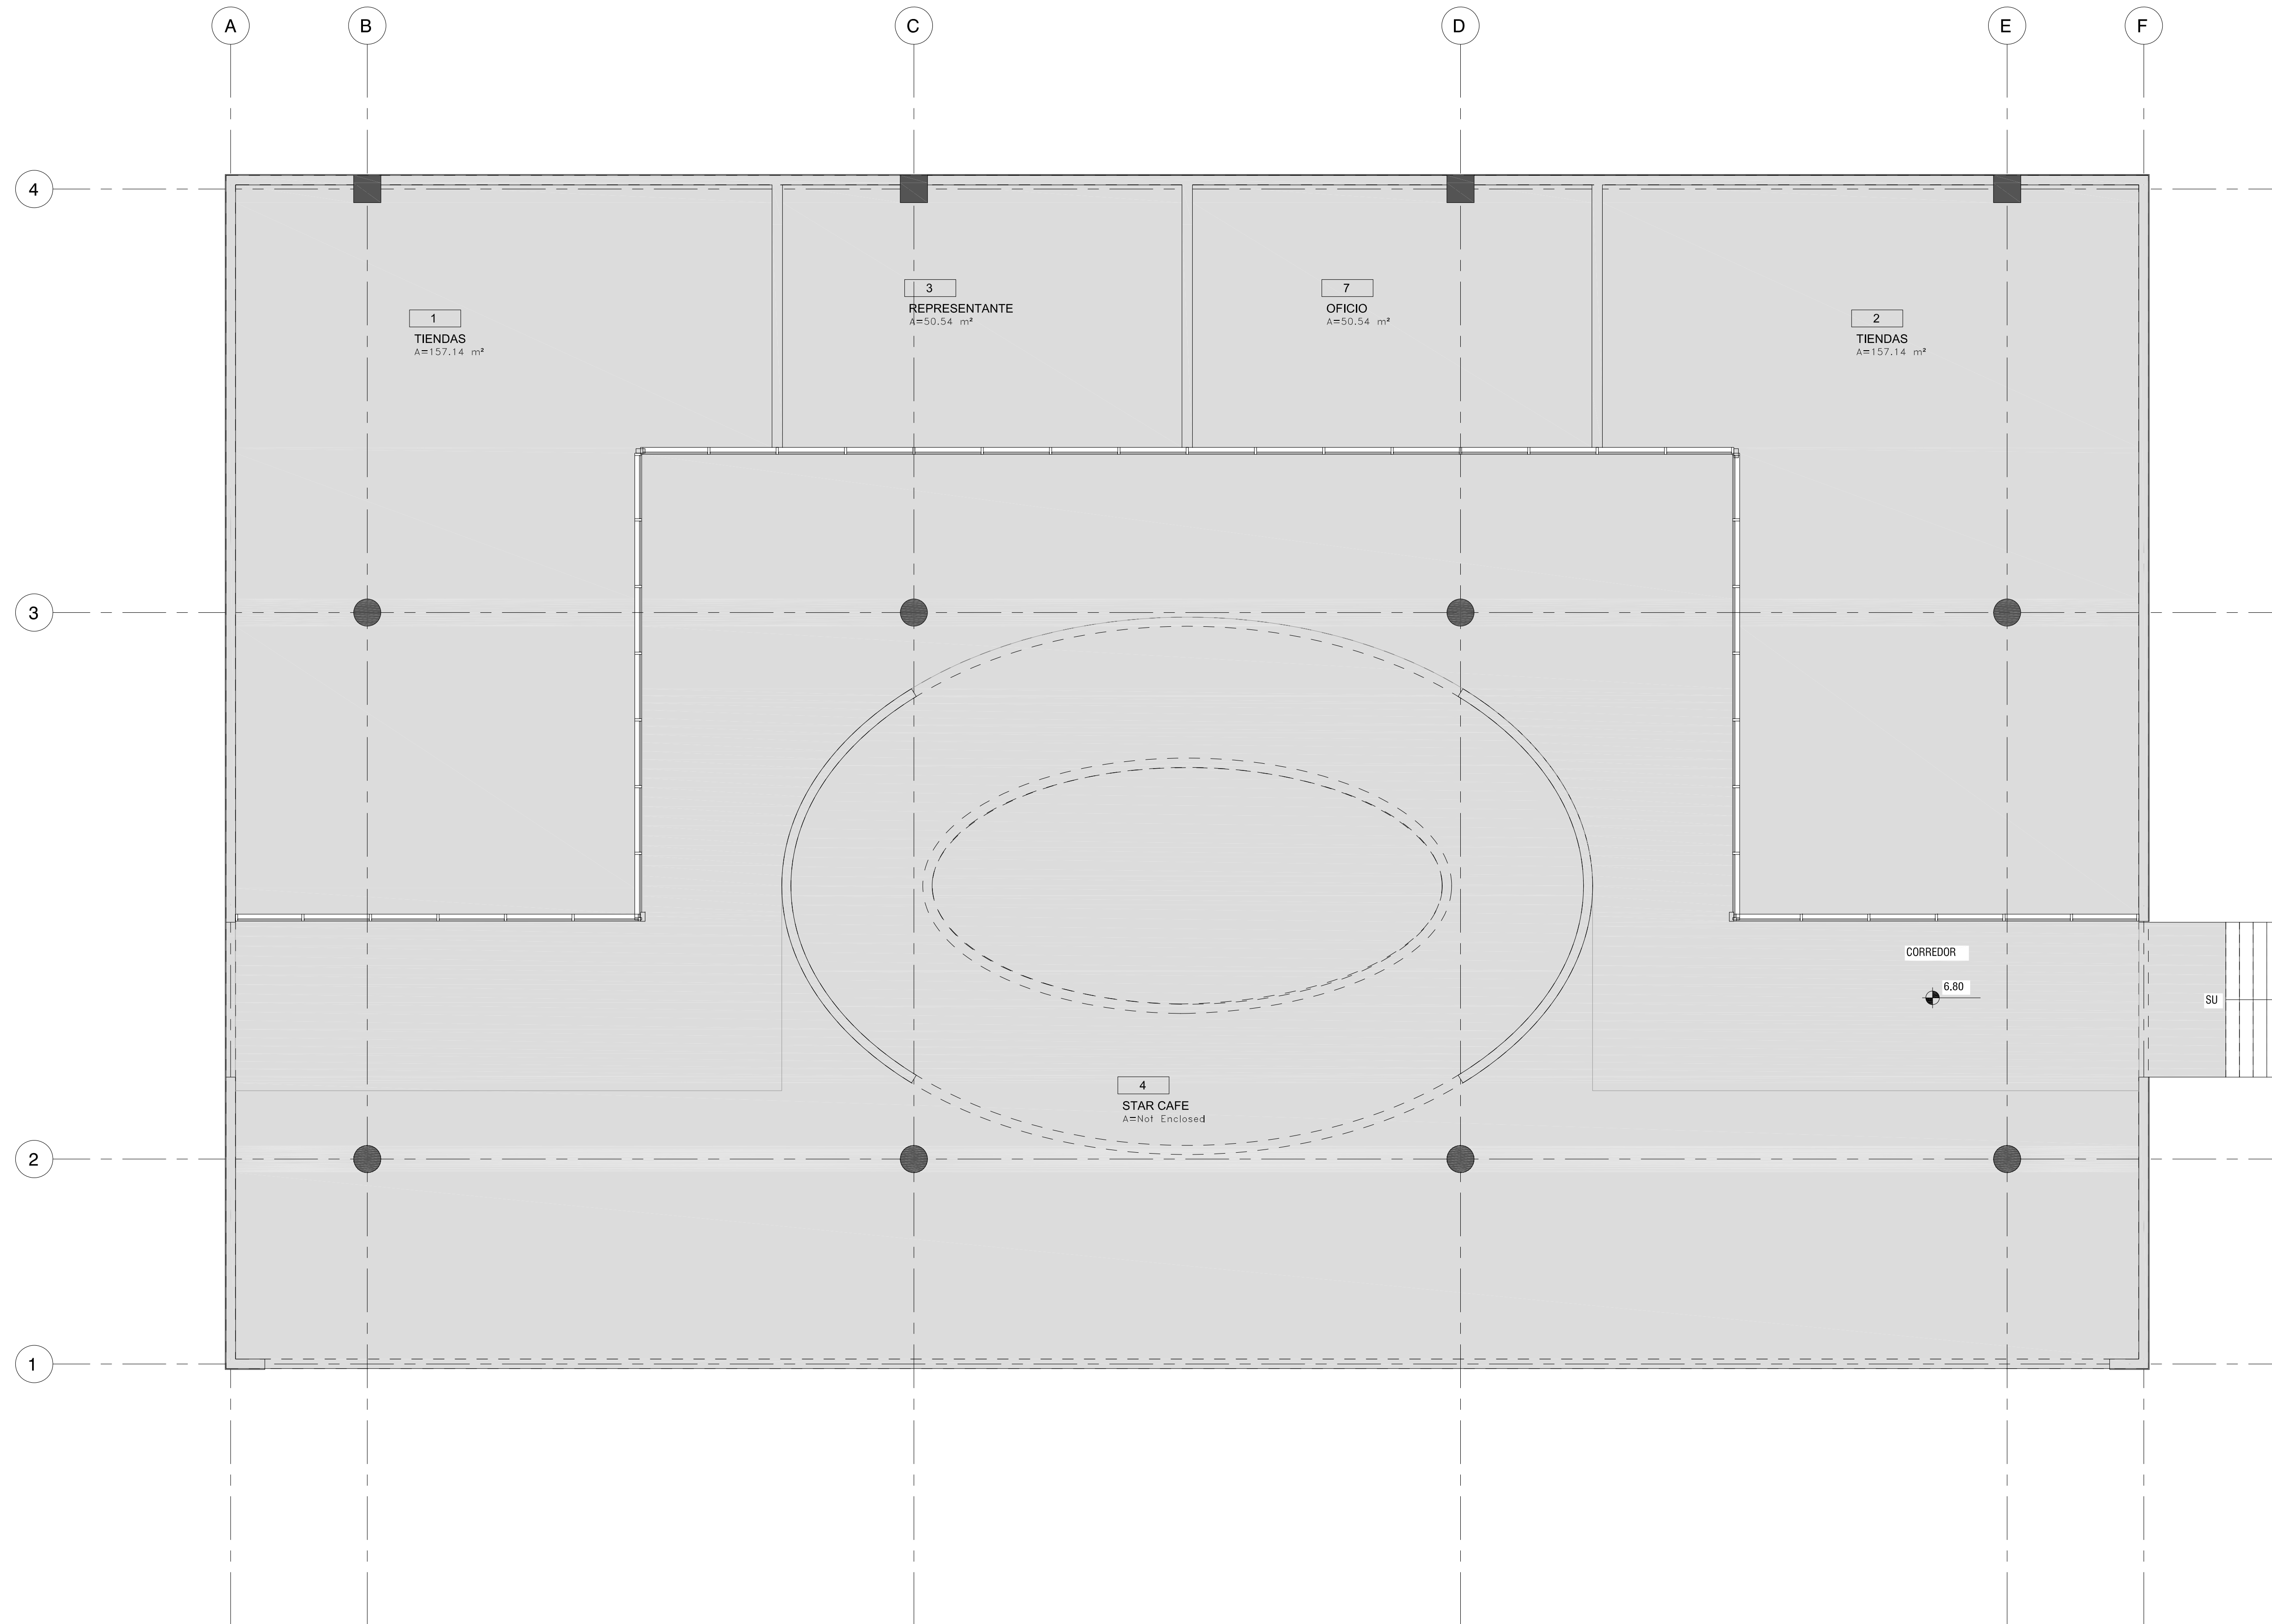 A
B
C
D
E
F
4
3
REPRESENTANTE
A=50.54 m²
7
OFICIO
A=50.54 m²
1
TIENDAS
A=157.14 m²
2
TIENDAS
A=157.14 m²
3
CORREDOR
6,80
SU
4
STAR CAFE
A=Not Enclosed
2
1